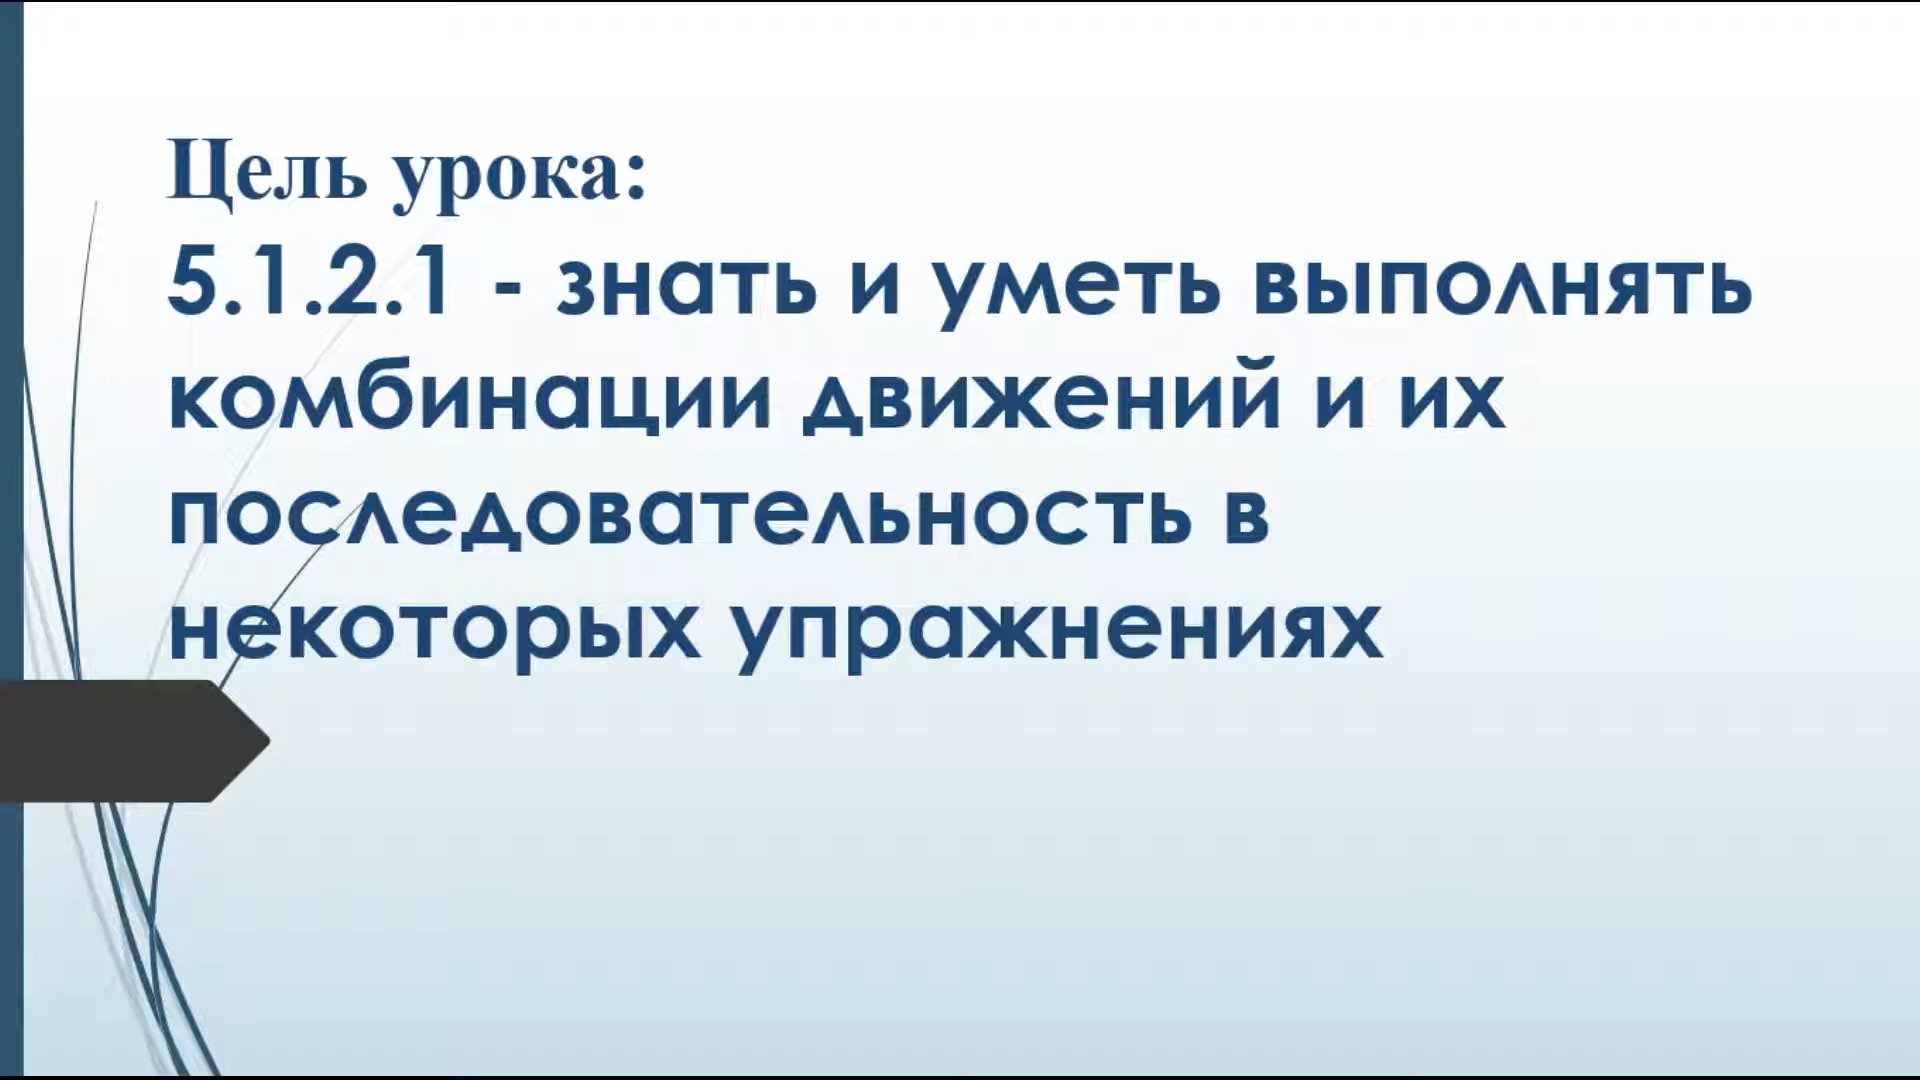 Цель урока:
5.1.2.1 - знать и уметь выполнять
комбинации движений и их
последовательность в
некоторых упражнениях